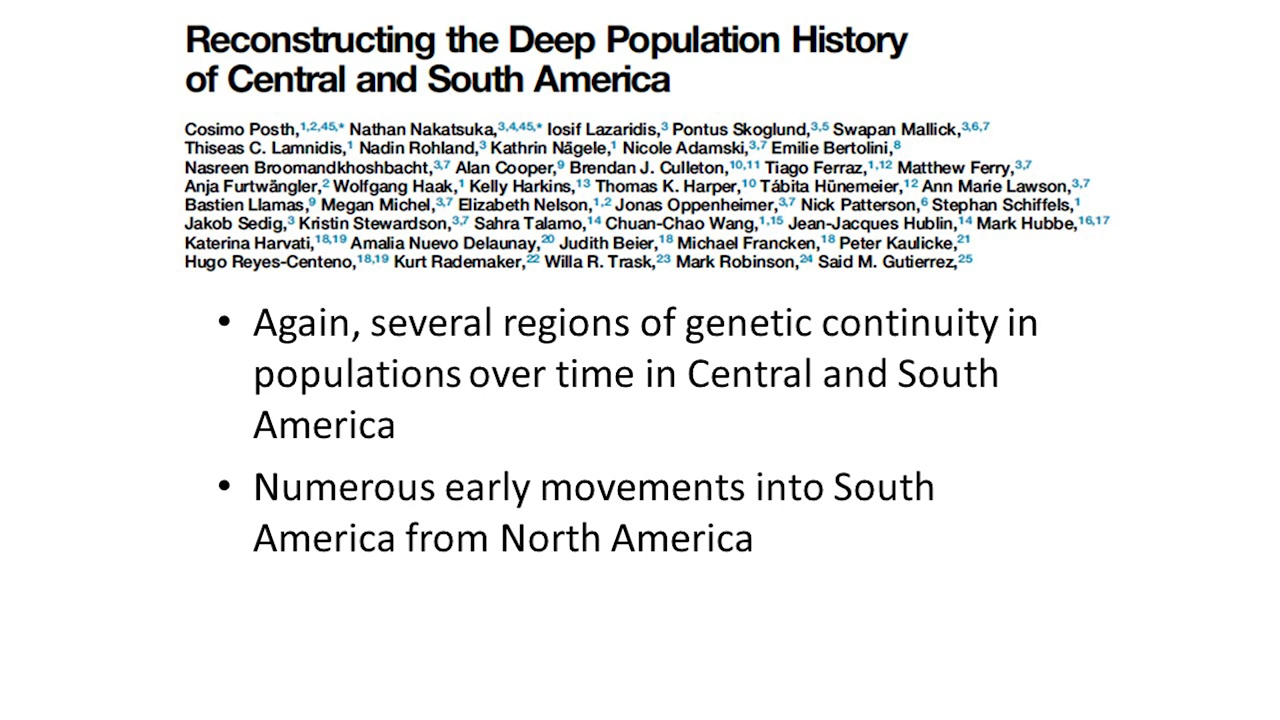 Reconstructing the Deep Population History
of Central and South America
Cosimo Posth,1,2,45,* Nathan Nakatsuka,3,4,45,* Iosif Lazaridis,3 Pontus Skoglund,3,5 Swapan Mallick,3,6,7
Thiseas C. Lamnidis,1 Nadin Rohland,3 Kathrin Nägele,1 Nicole Adamski,3,7 Emilie Bertolini,8
Nasreen Broomandkhoshbacht,3,7 Alan Cooper,9 Brendan J. Culleton,10,11 Tiago Ferraz,1,12 Matthew Ferry,3,7
Anja Furtwängler,2 Wolfgang Haak,1 Kelly Harkins,13 Thomas K. Harper,10 Tábita Hünemeier,12 Ann Marie Lawson,3,7
Bastien Llamas,9 Megan Michel,3,7 Elizabeth Nelson,1,2 Jonas Oppenheimer,3,7 Nick Patterson,6 Stephan Schiffels,1
Jakob Sedig,3 Kristin Stewardson,3,7 Sahra Talamo,14 Chuan-Chao Wang,1,15 Jean-Jacques Hublin,14 Mark Hubbe,16,17
Katerina Harvati,18,19 Amalia Nuevo Delaunay,20 Judith Beier,18 Michael Francken,18 Peter Kaulicke,21
Hugo Reyes-Centeno,18,19 Kurt Rademaker,22 Willa R. Trask,23 Mark Robinson,24 Said M. Gutierrez,25
• Again, several regions of genetic continuity in
populations over time in Central and South
America
• Numerous early movements into South
America from North America